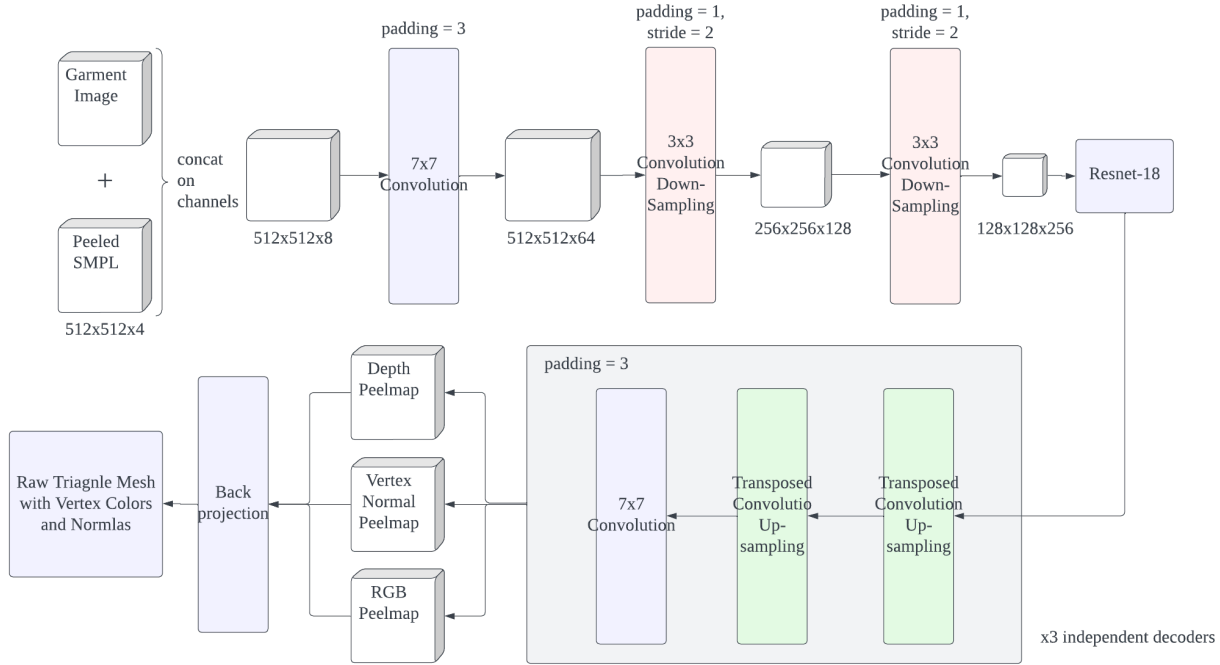 padding = 3
padding = 1,
stride = 2
padding = 1,
stride = 2
Garment
Image
+
Peeled
SMPL
512x512x4
concat
on
channels
512x512x8
7x7
Convolution
512x512x64
3x3
Convolution
Down-
Sampling
256x256x128
3x3
Convolution
Down-
Sampling
128x128x256
Resnet-18
padding = 3
Transposed
Convolutio
Up-
sampling
Transposed
Convolution
Up-
sampling
7x7
Convolution
x3 independent decoders
Depth
Peelmap
Vertex
Normal
Peelmap
RGB
Peelmap
Back
projection
Raw Triagnle Mesh
with Vertex Colors
and Normlas